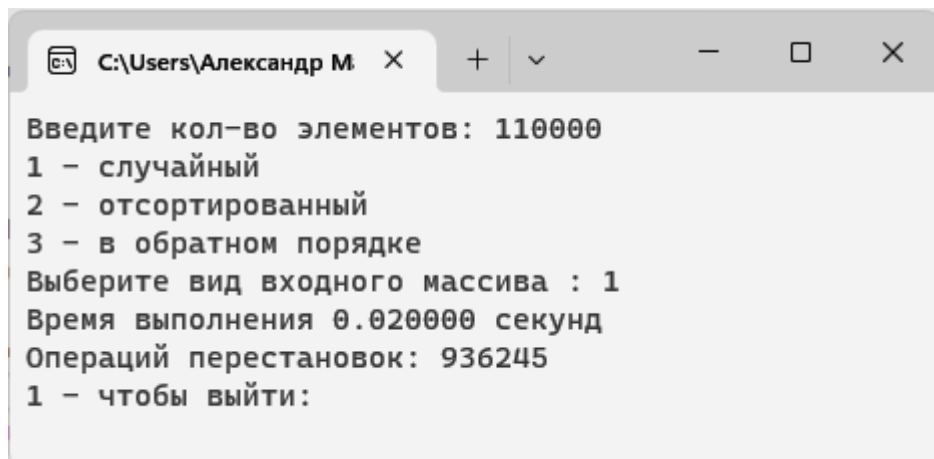 C:\Users\Александр М
Введите кол-во элементов: 110000
1 - случайный
2 - отсортированный
3 - в обратном порядке
Выберите вид входного массива : 1
Время выполнения 0.020000 секунд
Операций перестановок: 936245
1 - чтобы выйти: